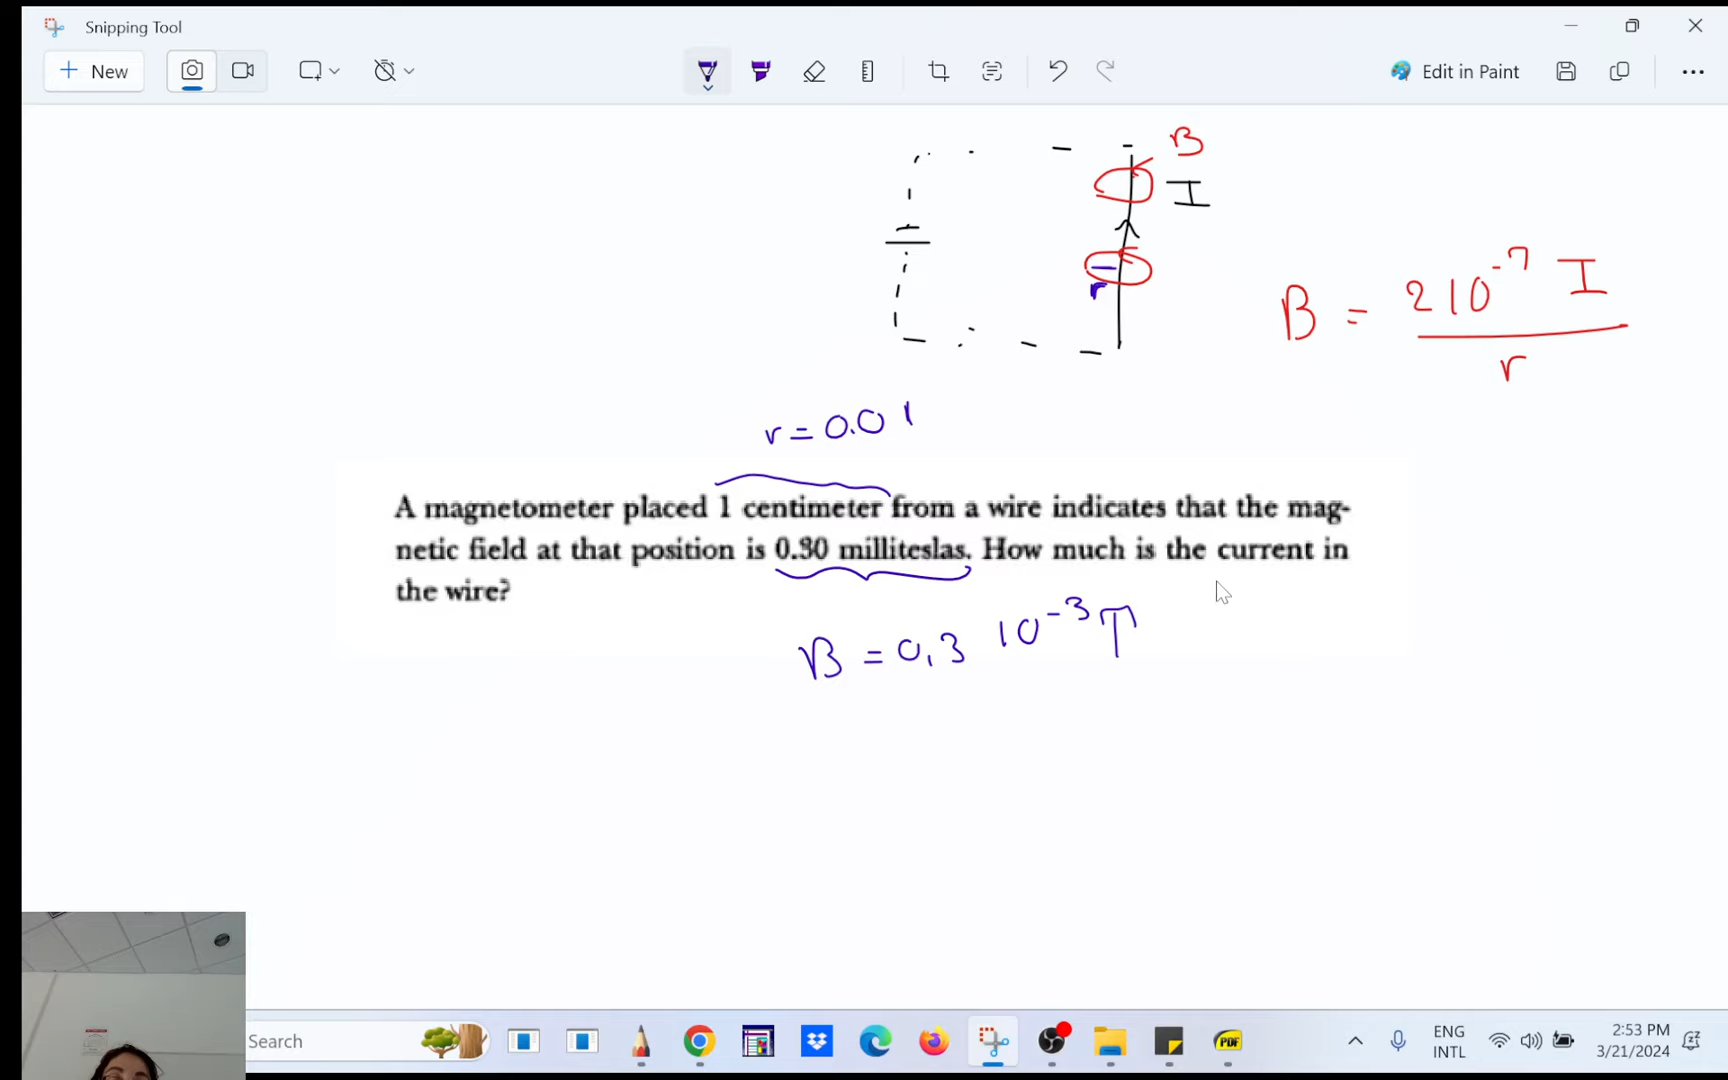 Snipping Tool
New
Edit in Paint
B
I
r
B = 2 10⁻⁷ I
r
r = 0.01
A magnetometer placed 1 centimeter from a wire indicates that the mag-
netic field at that position is 0.30 milliteslas. How much is the current in
the wire?
B = 0,3 10⁻³ T
Search
PDF
ENG
INTL
2:53 PM
3/21/2024